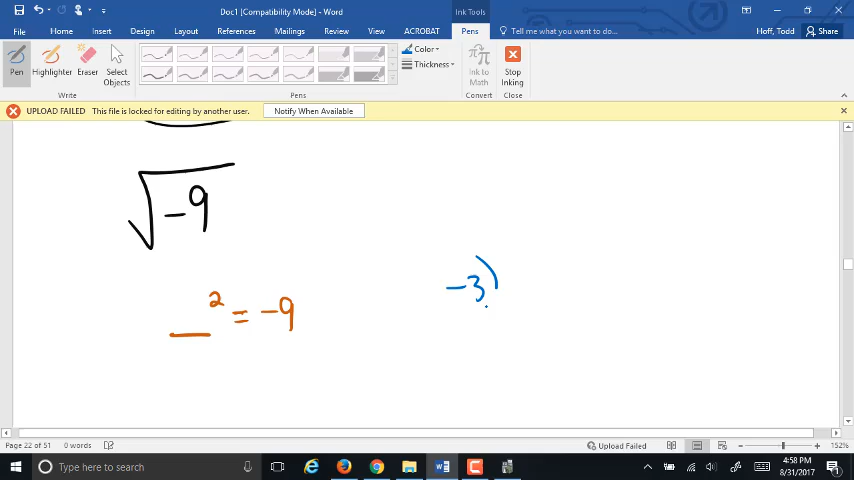 Doc1 [Compatibility Mode] - Word
Ink Tools
File Home Insert Design Layout References Mailings Review View ACROBAT Pens Tell me what you want to do... Hoff, Todd Share
Pen
Highlighter
Eraser
Select Objects
Color
Thickness
Ink to Math
Stop Inking
Write Pens Convert Close
UPLOAD FAILED This file is locked for editing by another user. Notify When Available
√-9
__² = -9
-3)
Page 22 of 51 0 words Upload Failed 152%
Type here to search
4:58 PM
8/31/2017